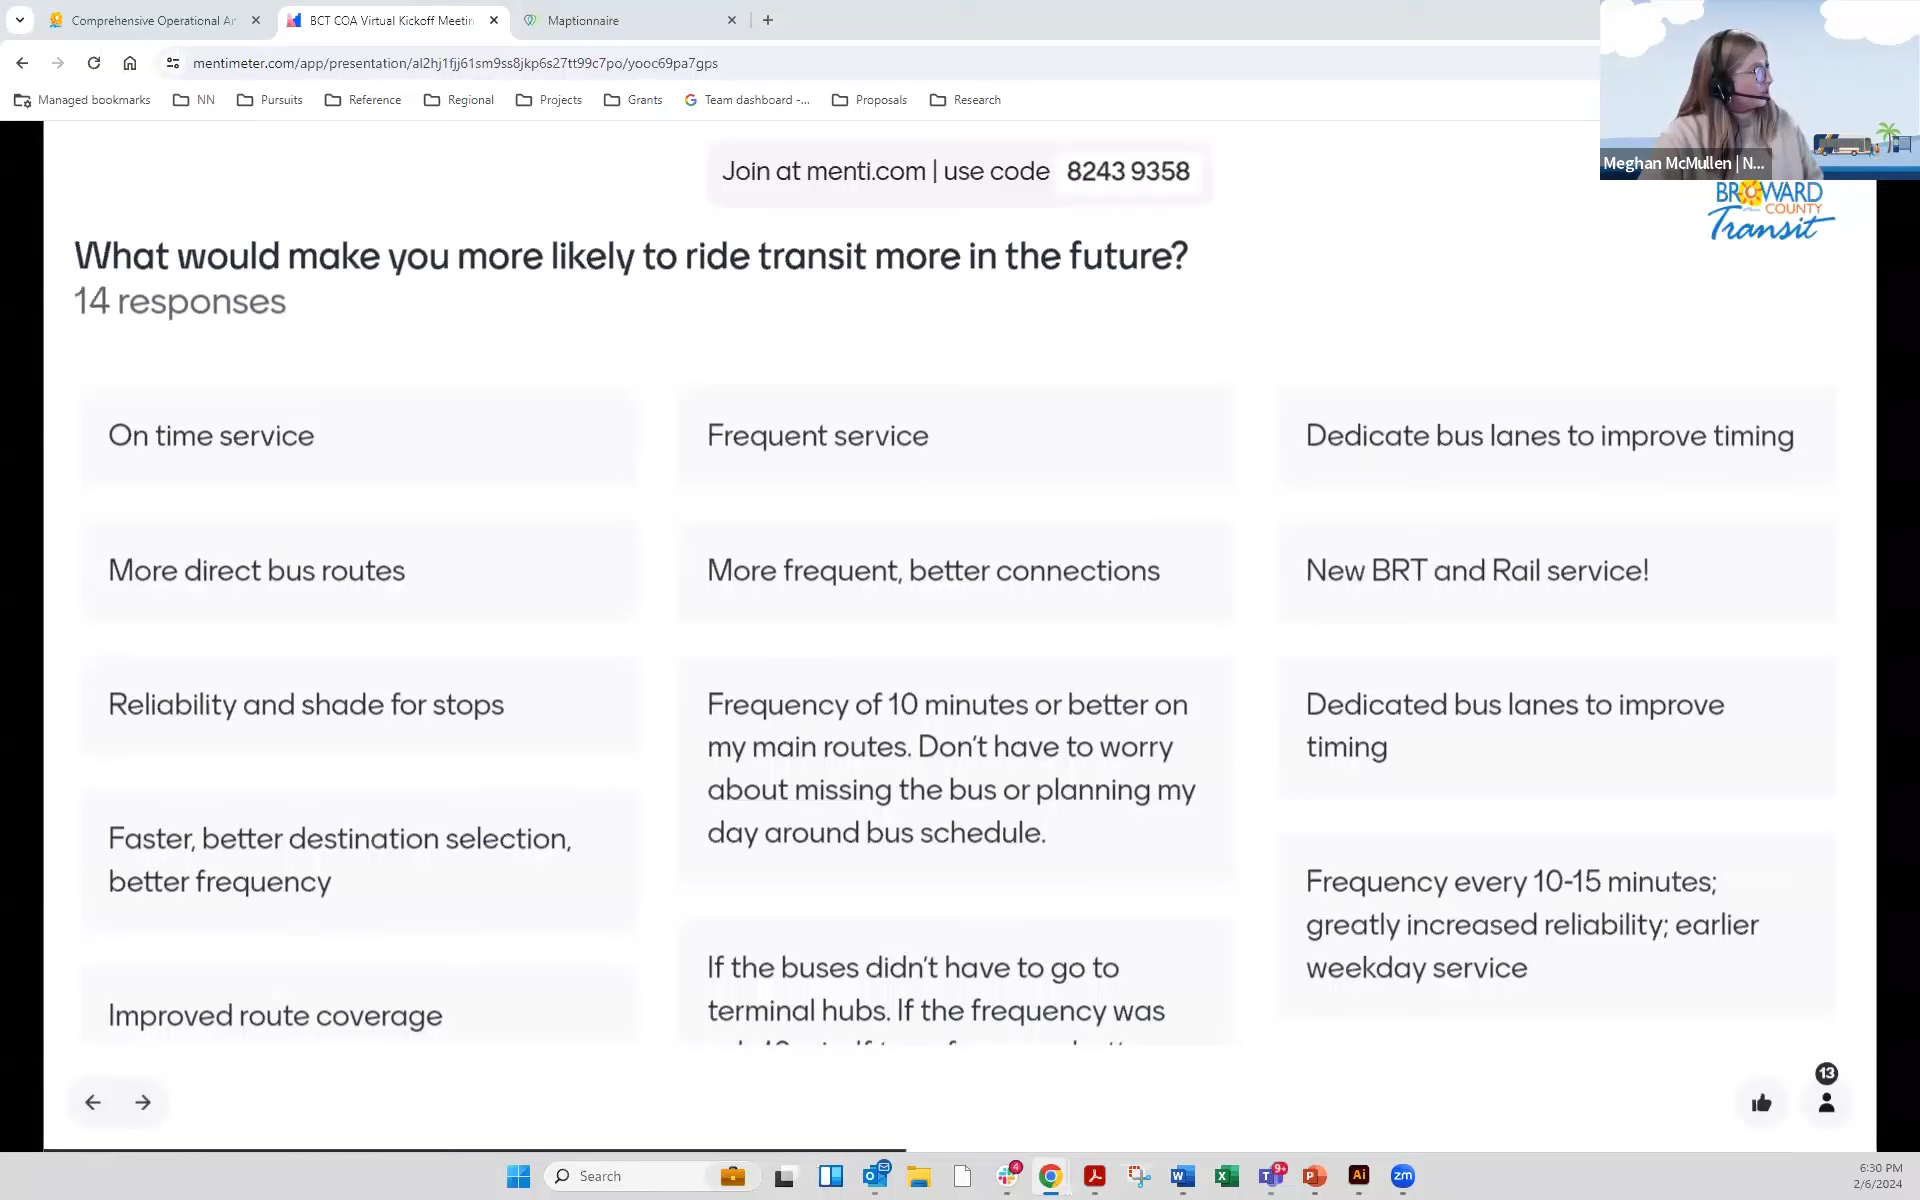 Comprehensive Operational Ar
BCT COA Virtual Kickoff Meetin
Maptionnaire
mentimeter.com/app/presentation/al2hj1fjj61sm9ss8jkp6s27tt99c7po/yooc69pa7gps
Managed bookmarks
NN
Pursuits
Reference
Regional
Projects
Grants
Team dashboard -...
Proposals
Research
Meghan McMullen | N...
Join at menti.com | use code 8243 9358
BROWARD
COUNTY
Transit
What would make you more likely to ride transit more in the future?
14 responses
On time service
Frequent service
Dedicate bus lanes to improve timing
More direct bus routes
More frequent, better connections
New BRT and Rail service!
Reliability and shade for stops
Frequency of 10 minutes or better on
my main routes. Don't have to worry
about missing the bus or planning my
day around bus schedule.
Dedicated bus lanes to improve
timing
Faster, better destination selection,
better frequency
Frequency every 10-15 minutes;
greatly increased reliability; earlier
weekday service
Improved route coverage
If the buses didn't have to go to
terminal hubs. If the frequency was
13
Search
4
9+
zm
6:30 PM
2/6/2024